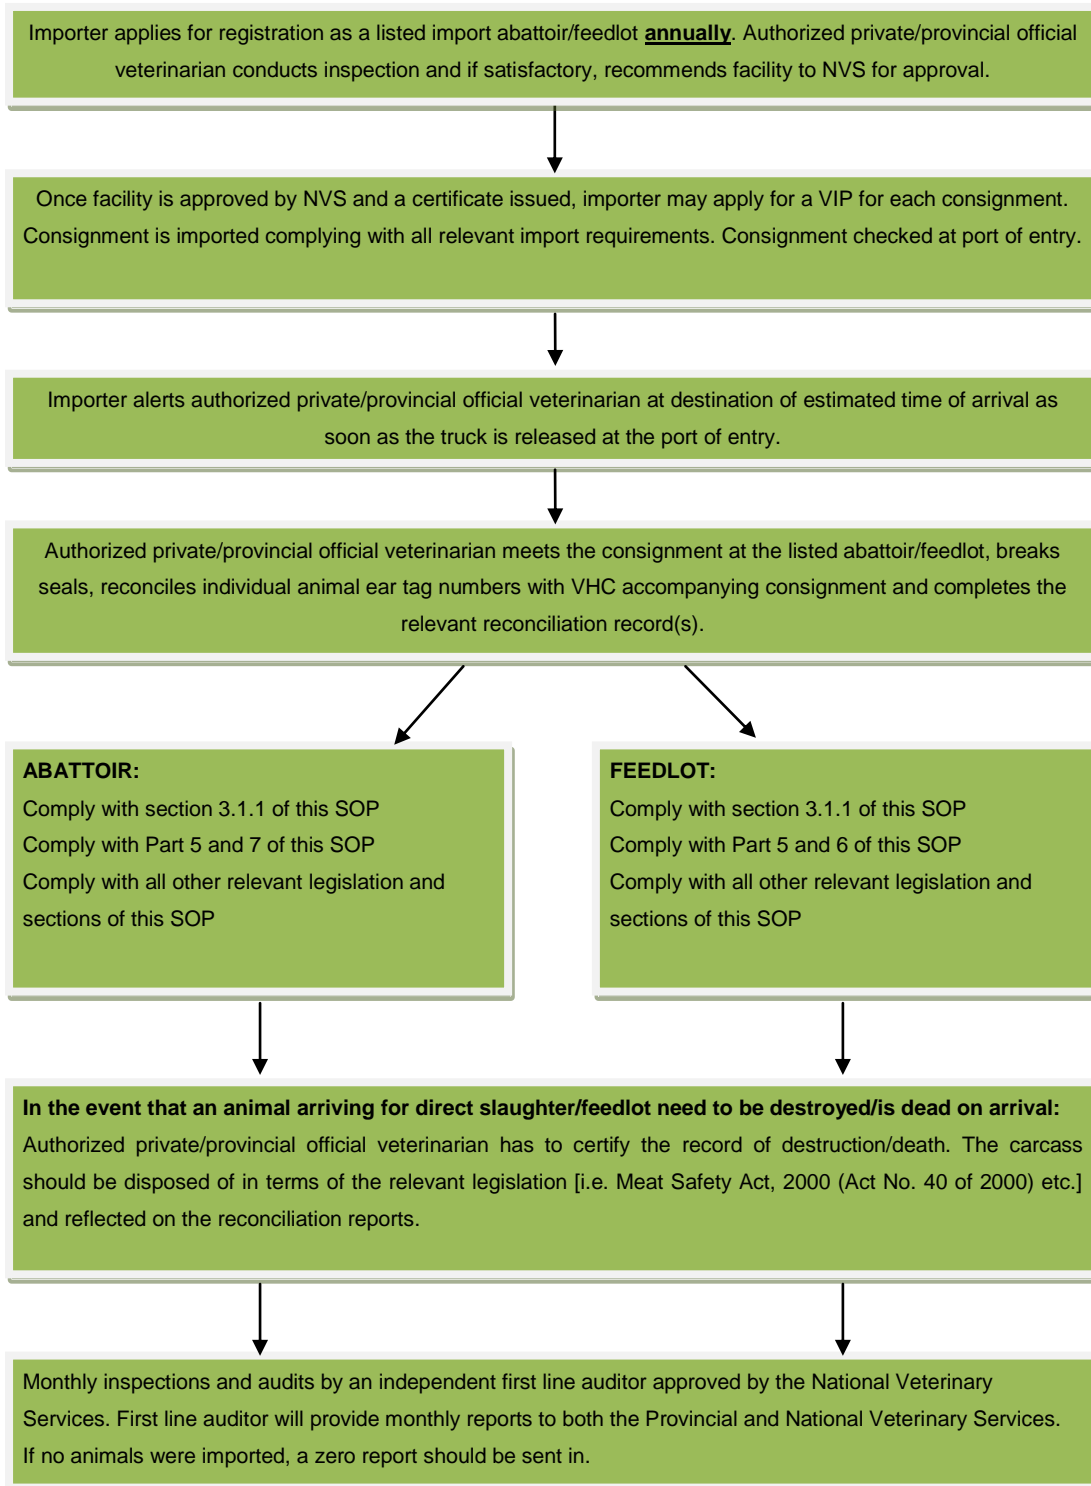 Importer applies for registration as a listed import abattoir/feedlot annually. Authorized private/provincial official
veterinarian conducts inspection and if satisfactory, recommends facility to NVS for approval.
Once facility is approved by NVS and a certificate issued, importer may apply for a VIP for each consignment.
Consignment is imported complying with all relevant import requirements. Consignment checked at port of entry.
Importer alerts authorized private/provincial official veterinarian at destination of estimated time of arrival as
soon as the truck is released at the port of entry.
Authorized private/provincial official veterinarian meets the consignment at the listed abattoir/feedlot, breaks
seals, reconciles individual animal ear tag numbers with VHC accompanying consignment and completes the
relevant reconciliation record(s).
ABATTOIR:
Comply with section 3.1.1 of this SOP
Comply with Part 5 and 7 of this SOP
Comply with all other relevant legislation and
sections of this SOP
FEEDLOT:
Comply with section 3.1.1 of this SOP
Comply with Part 5 and 6 of this SOP
Comply with all other relevant legislation and
sections of this SOP
In the event that an animal arriving for direct slaughter/feedlot need to be destroyed/is dead on arrival:
Authorized private/provincial official veterinarian has to certify the record of destruction/death. The carcass
should be disposed of in terms of the relevant legislation [i.e. Meat Safety Act, 2000 (Act No. 40 of 2000) etc.]
and reflected on the reconciliation reports.
Monthly inspections and audits by an independent first line auditor approved by the National Veterinary
Services. First line auditor will provide monthly reports to both the Provincial and National Veterinary Services.
If no animals were imported, a zero report should be sent in.